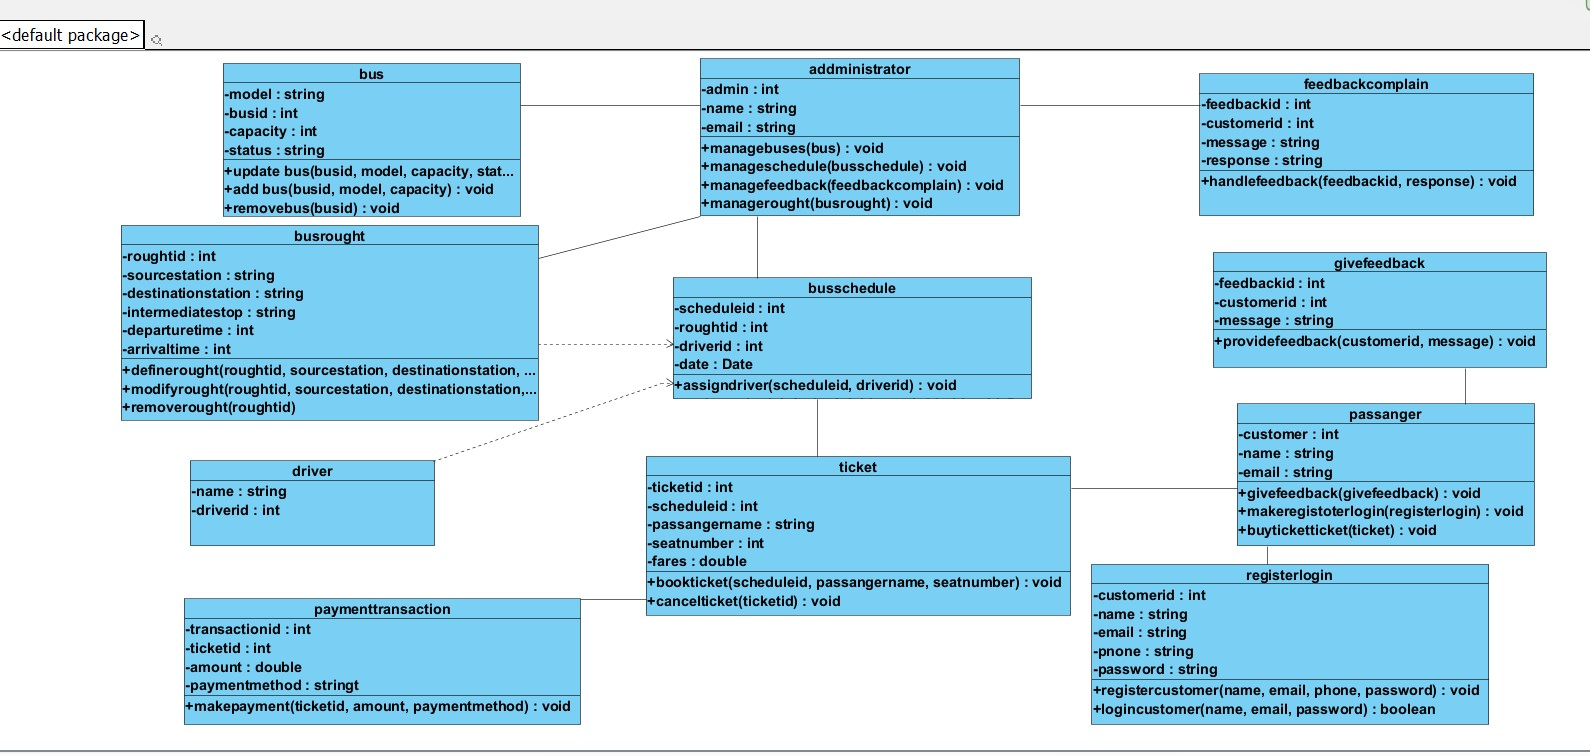 <default package>
bus
-model : string
-busid : int
-capacity : int
-status : string
+update bus(busid, model, capacity, stat...
+add bus(busid, model, capacity) : void
+removebus(busid) : void
addministrator
-admin : int
-name : string
-email : string
+managebuses(bus) : void
+manageschedule(busschedule) : void
+managefeedback(feedbackcomplain) : void
+managerought(busrought) : void
feedbackcomplain
-feedbackid : int
-customerid : int
-message : string
-response : string
+handlefeedback(feedbackid, response) : void
busrought
-roughtid : int
-sourcestation : string
-destinationstation : string
-intermediatestop : string
-departuretime : int
-arrivaltime : int
+definerought(roughtid, sourcestation, destinationstation, ...
+modifyrought(roughtid, sourcestation, destinationstation,...
+removerought(roughtid)
busschedule
-scheduleid : int
-roughtid : int
-driverid : int
-date : Date
+assigndriver(scheduleid, driverid) : void
givefeedback
-feedbackid : int
-customerid : int
-message : string
+providefeedback(customerid, message) : void
passanger
-customer : int
-name : string
-email : string
+givefeedback(givefeedback) : void
+makeregistoterlogin(registerlogin) : void
+buyticketticket(ticket) : void
driver
-name : string
-driverid : int
ticket
-ticketid : int
-scheduleid : int
-passangername : string
-seatnumber : int
-fares : double
+bookticket(scheduleid, passangername, seatnumber) : void
+cancelticket(ticketid) : void
registerlogin
-customerid : int
-name : string
-email : string
-pnone : string
-password : string
+registercustomer(name, email, phone, password) : void
+logincustomer(name, email, password) : boolean
paymenttransaction
-transactionid : int
-ticketid : int
-amount : double
-paymentmethod : stringt
+makepayment(ticketid, amount, paymentmethod) : void